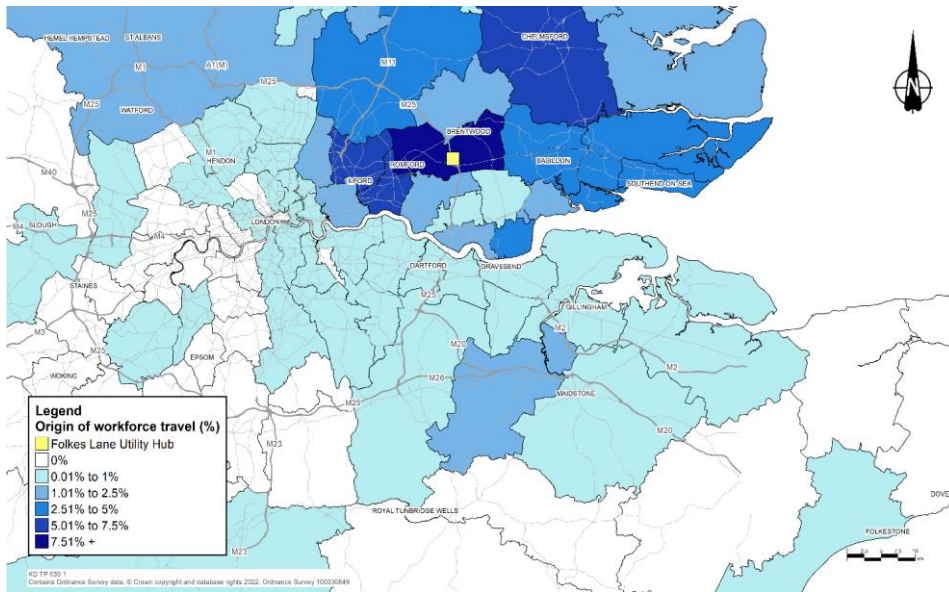 HEMEL HEMPSTEAD
ST ALBANS
CHELMSFORD
M1
A1(M)
M11
M25
M25
M25
WATFORD
BRENTWOOD
M1
HENDON
ROMFORD
BASILDON
ILFORD
M40
SOUTHEND ON SEA
M25
LONDON
SLOUGH
M4
M4
DARTFORD
GRAVESEND
STAINES
M25
GILLINGHAM
M3
M2
M20
EPSOM
M25
M2
WOKING
M26
MAIDSTONE
M25
M20
M23
ROYAL TUNBRIDGE WELLS
DOVE
FOLKESTONE
M23
Legend
Origin of workforce travel (%)
Folkes Lane Utility Hub
0%
0.01% to 1%
1.01% to 2.5%
2.51% to 5%
5.01% to 7.5%
7.51% +
KD TP 030 1
Contains Ordnance Survey data. © Crown copyright and database rights 2022. Ordnance Survey 100030649